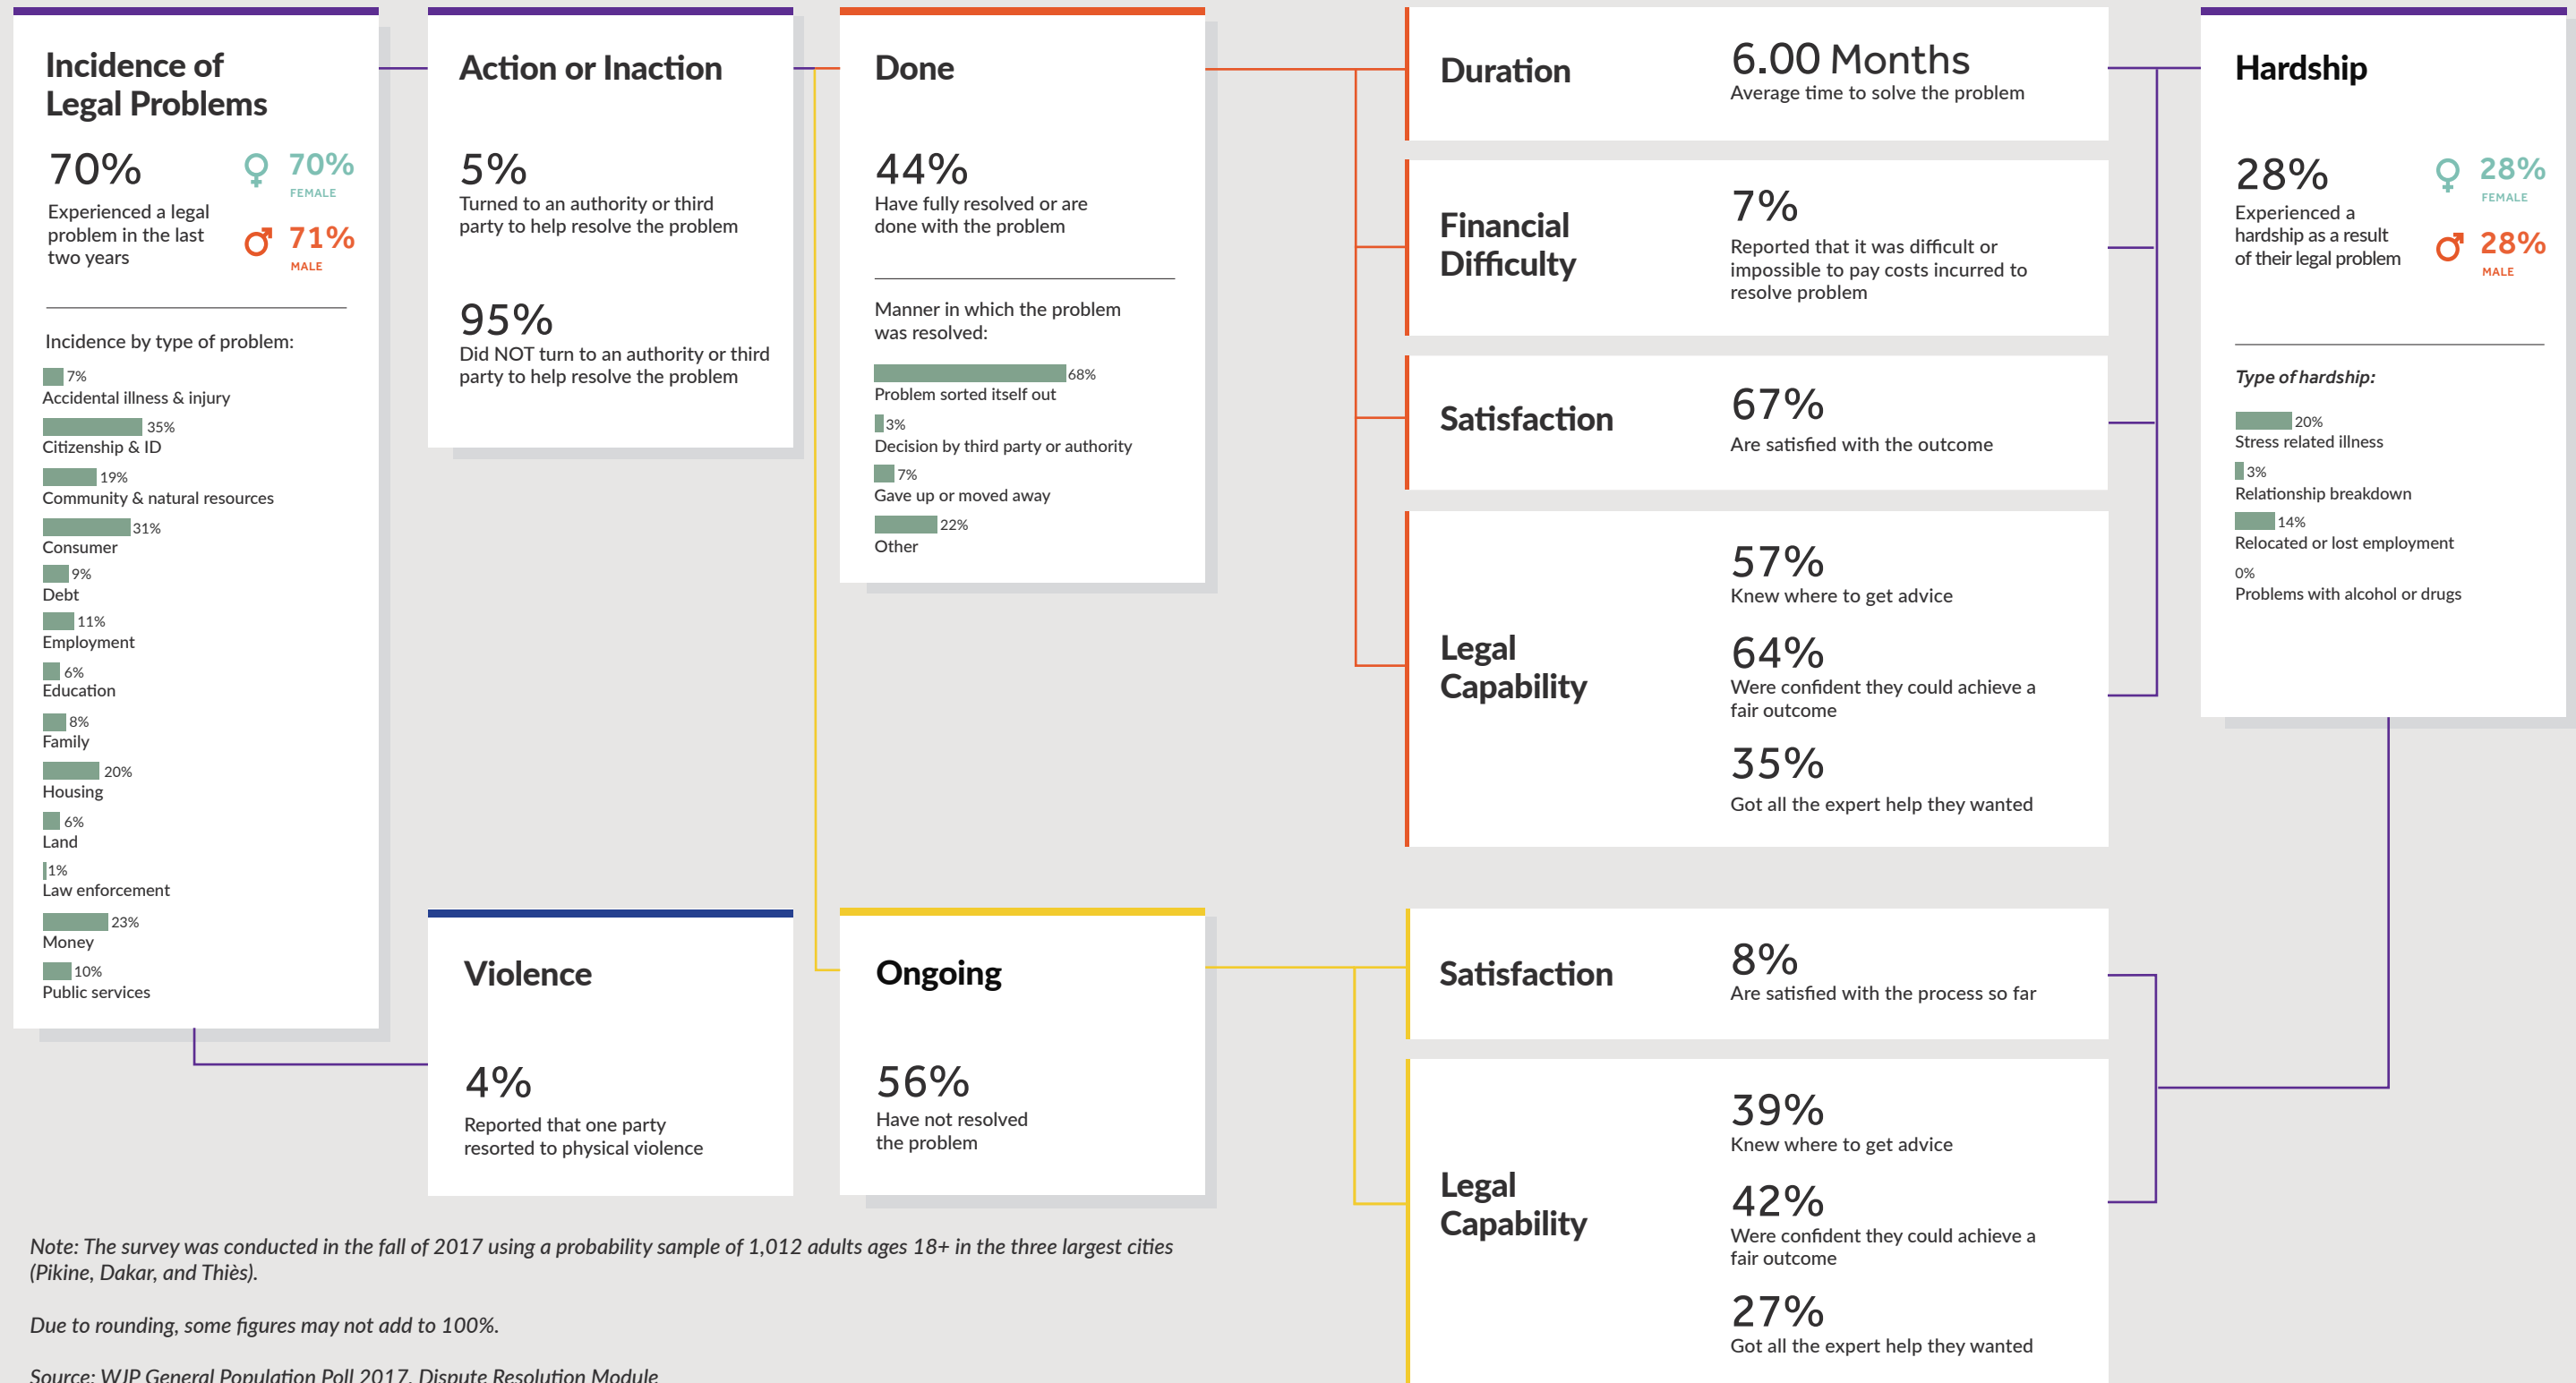 Incidence of
Legal Problems
70%
Experienced a legal
problem in the last
two years
70%
FEMALE
71%
MALE
Incidence by type of problem:
7%
Accidental illness & injury
35%
Citizenship & ID
19%
Community & natural resources
31%
Consumer
9%
Debt
11%
Employment
6%
Education
8%
Family
20%
Housing
6%
Land
1%
Law enforcement
23%
Money
10%
Public services
Action or Inaction
5%
Turned to an authority or third
party to help resolve the problem
95%
Did NOT turn to an authority or third
party to help resolve the problem
Violence
4%
Reported that one party
resorted to physical violence
Done
44%
Have fully resolved or are
done with the problem
Manner in which the problem
was resolved:
68%
Problem sorted itself out
3%
Decision by third party or authority
7%
Gave up or moved away
22%
Other
Ongoing
56%
Have not resolved
the problem
Duration
6.00 Months
Average time to solve the problem
Financial
Difficulty
7%
Reported that it was difficult or
impossible to pay costs incurred to
resolve problem
Satisfaction
67%
Are satisfied with the outcome
Legal
Capability
57%
Knew where to get advice
64%
Were confident they could achieve a
fair outcome
35%
Got all the expert help they wanted
Satisfaction
8%
Are satisfied with the process so far
Legal
Capability
39%
Knew where to get advice
42%
Were confident they could achieve a
fair outcome
27%
Got all the expert help they wanted
Hardship
28%
Experienced a
hardship as a result
of their legal problem
28%
FEMALE
28%
MALE
Type of hardship:
20%
Stress related illness
3%
Relationship breakdown
14%
Relocated or lost employment
0%
Problems with alcohol or drugs
Note: The survey was conducted in the fall of 2017 using a probability sample of 1,012 adults ages 18+ in the three largest cities
(Pikine, Dakar, and Thiès).
Due to rounding, some figures may not add to 100%.
Source: WJP General Population Poll 2017, Dispute Resolution Module